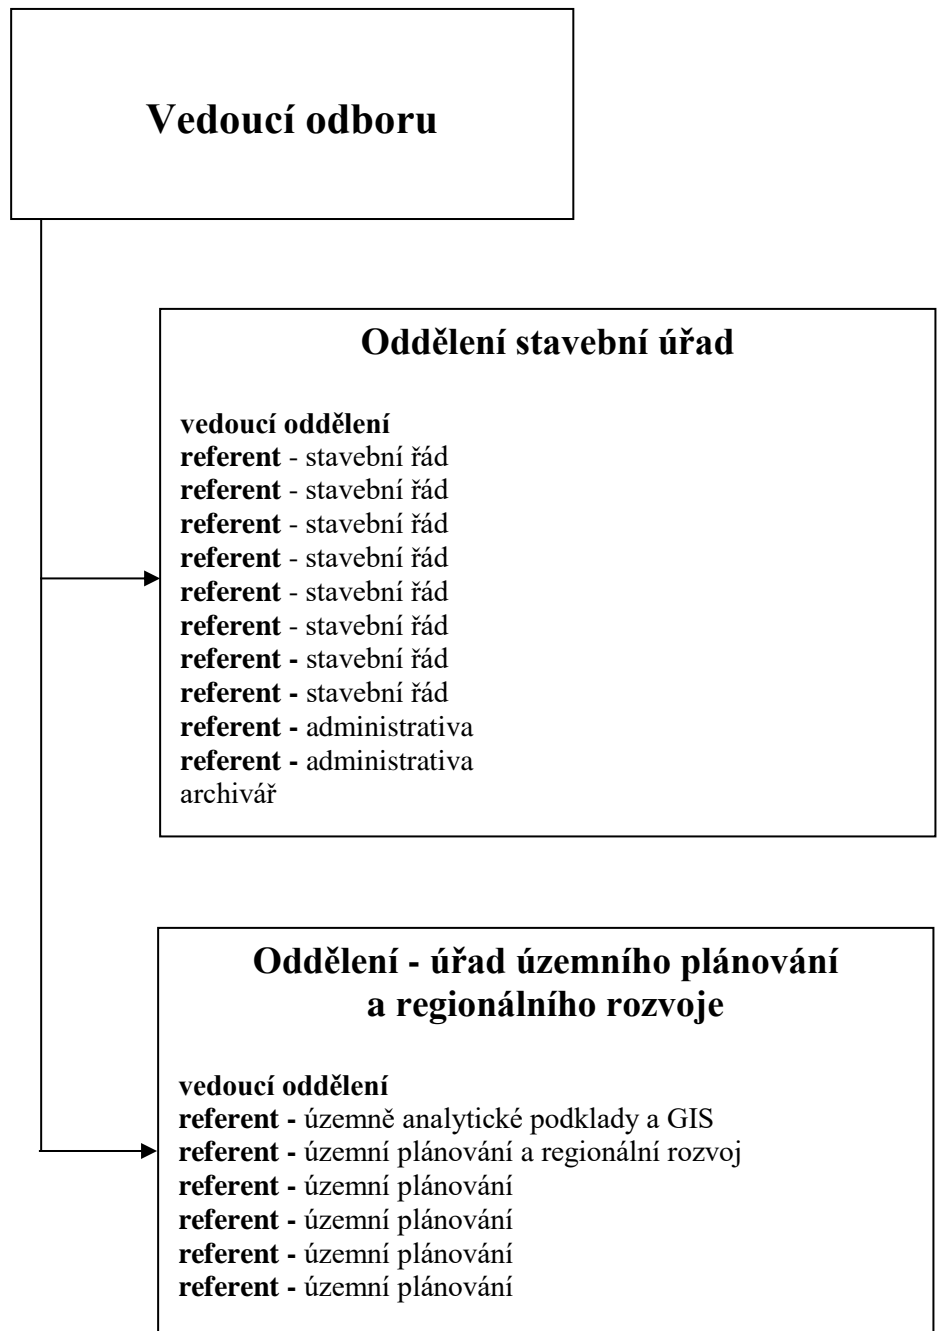 Vedoucí odboru
Oddělení stavební úřad
vedoucí oddělení
referent - stavební řád
referent - stavební řád
referent - stavební řád
referent - stavební řád
referent - stavební řád
referent - stavební řád
referent - stavební řád
referent - stavební řád
referent - administrativa
referent - administrativa
archivář
Oddělení - úřad územního plánování
a regionálního rozvoje
vedoucí oddělení
referent - územně analytické podklady a GIS
referent - územní plánování a regionální rozvoj
referent - územní plánování
referent - územní plánování
referent - územní plánování
referent - územní plánování